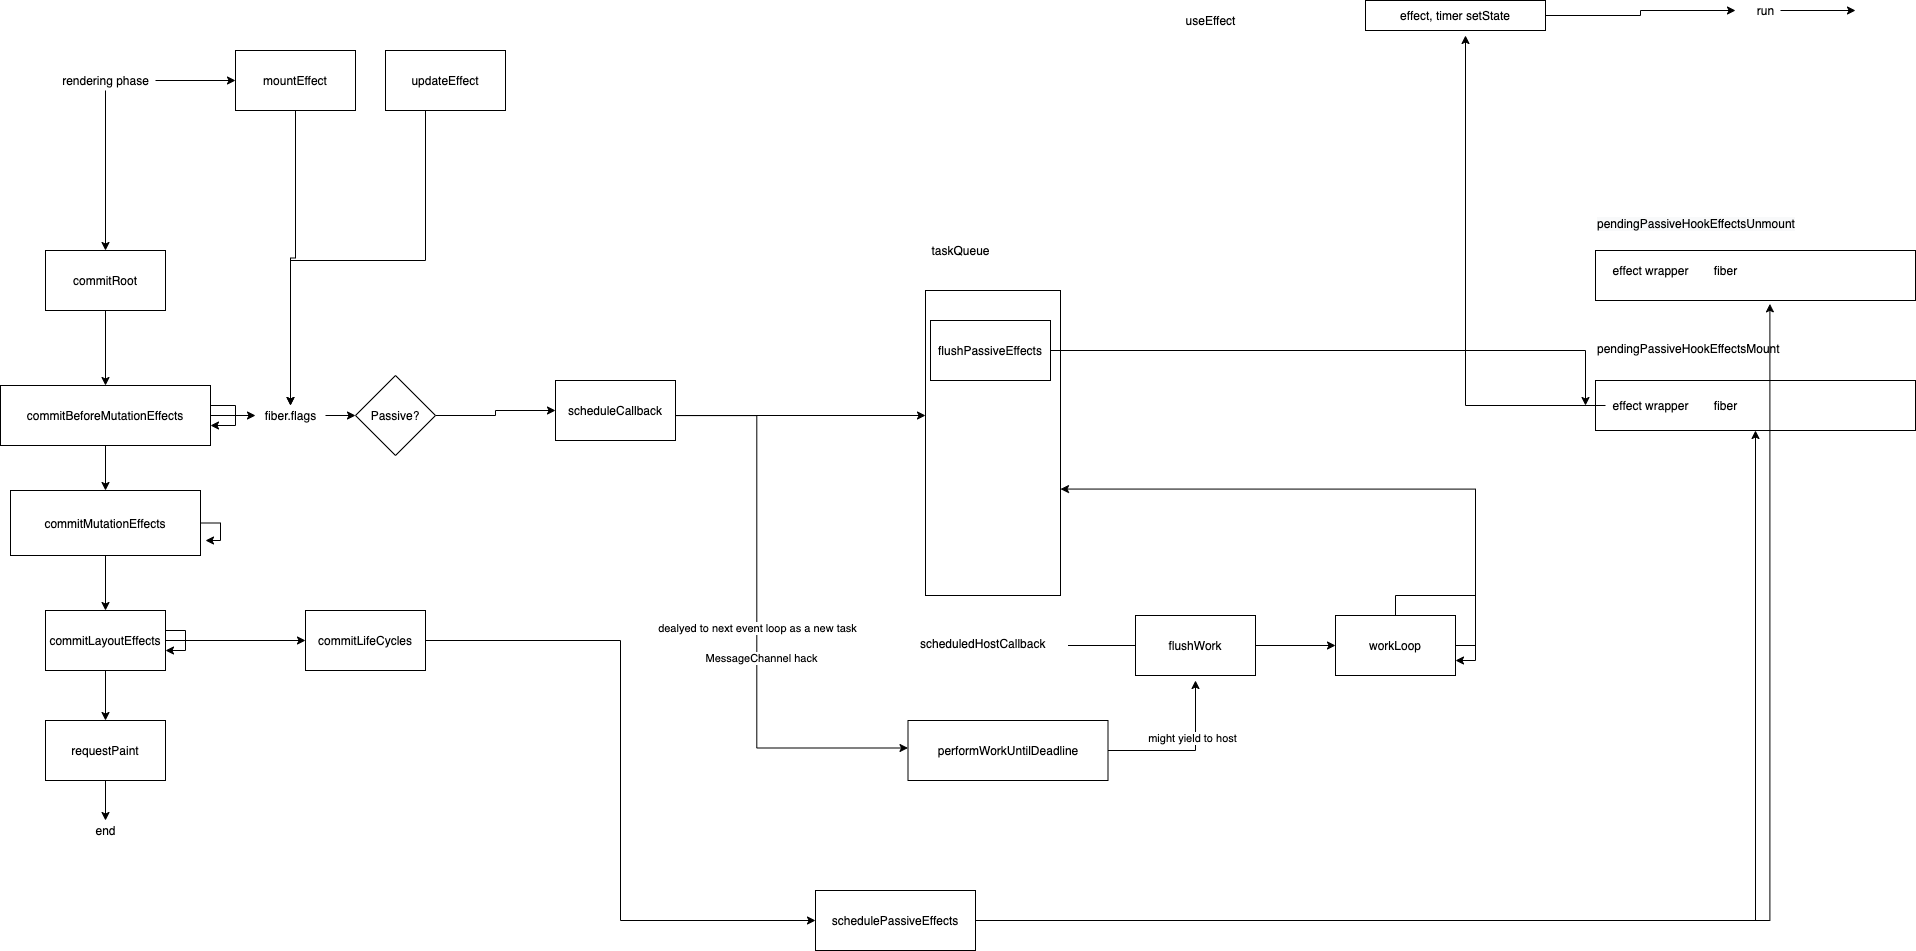 useEffect
effect, timer setState
run
rendering phase
mountEffect
updateEffect
pendingPassiveHookEffectsUnmount
taskQueue
effect wrapper fiber
commitRoot
flushPassiveEffects
pendingPassiveHookEffectsMount
effect wrapper fiber
commitBeforeMutationEffects
fiber.flags
Passive?
scheduleCallback
commitMutationEffects
dealyed to next event loop as a new task
MessageChannel hack
commitLayoutEffects
commitLifeCycles
scheduledHostCallback
flushWork
workLoop
requestPaint
performWorkUntilDeadline
might yield to host
end
schedulePassiveEffects